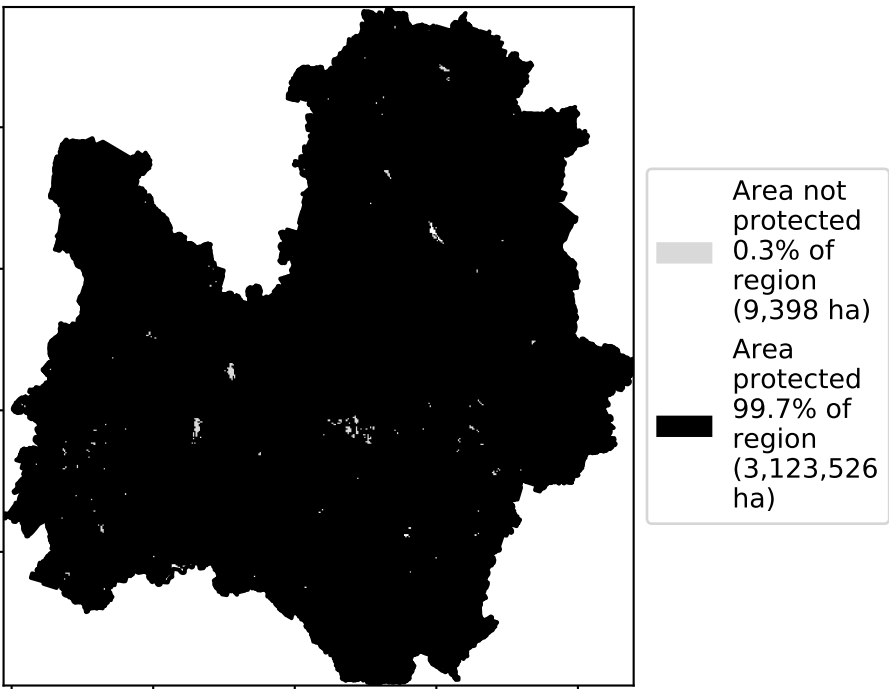 Area not
protected
0.3% of
region
(9,398 ha)
Area
protected
99.7% of
region
(3,123,526
ha)